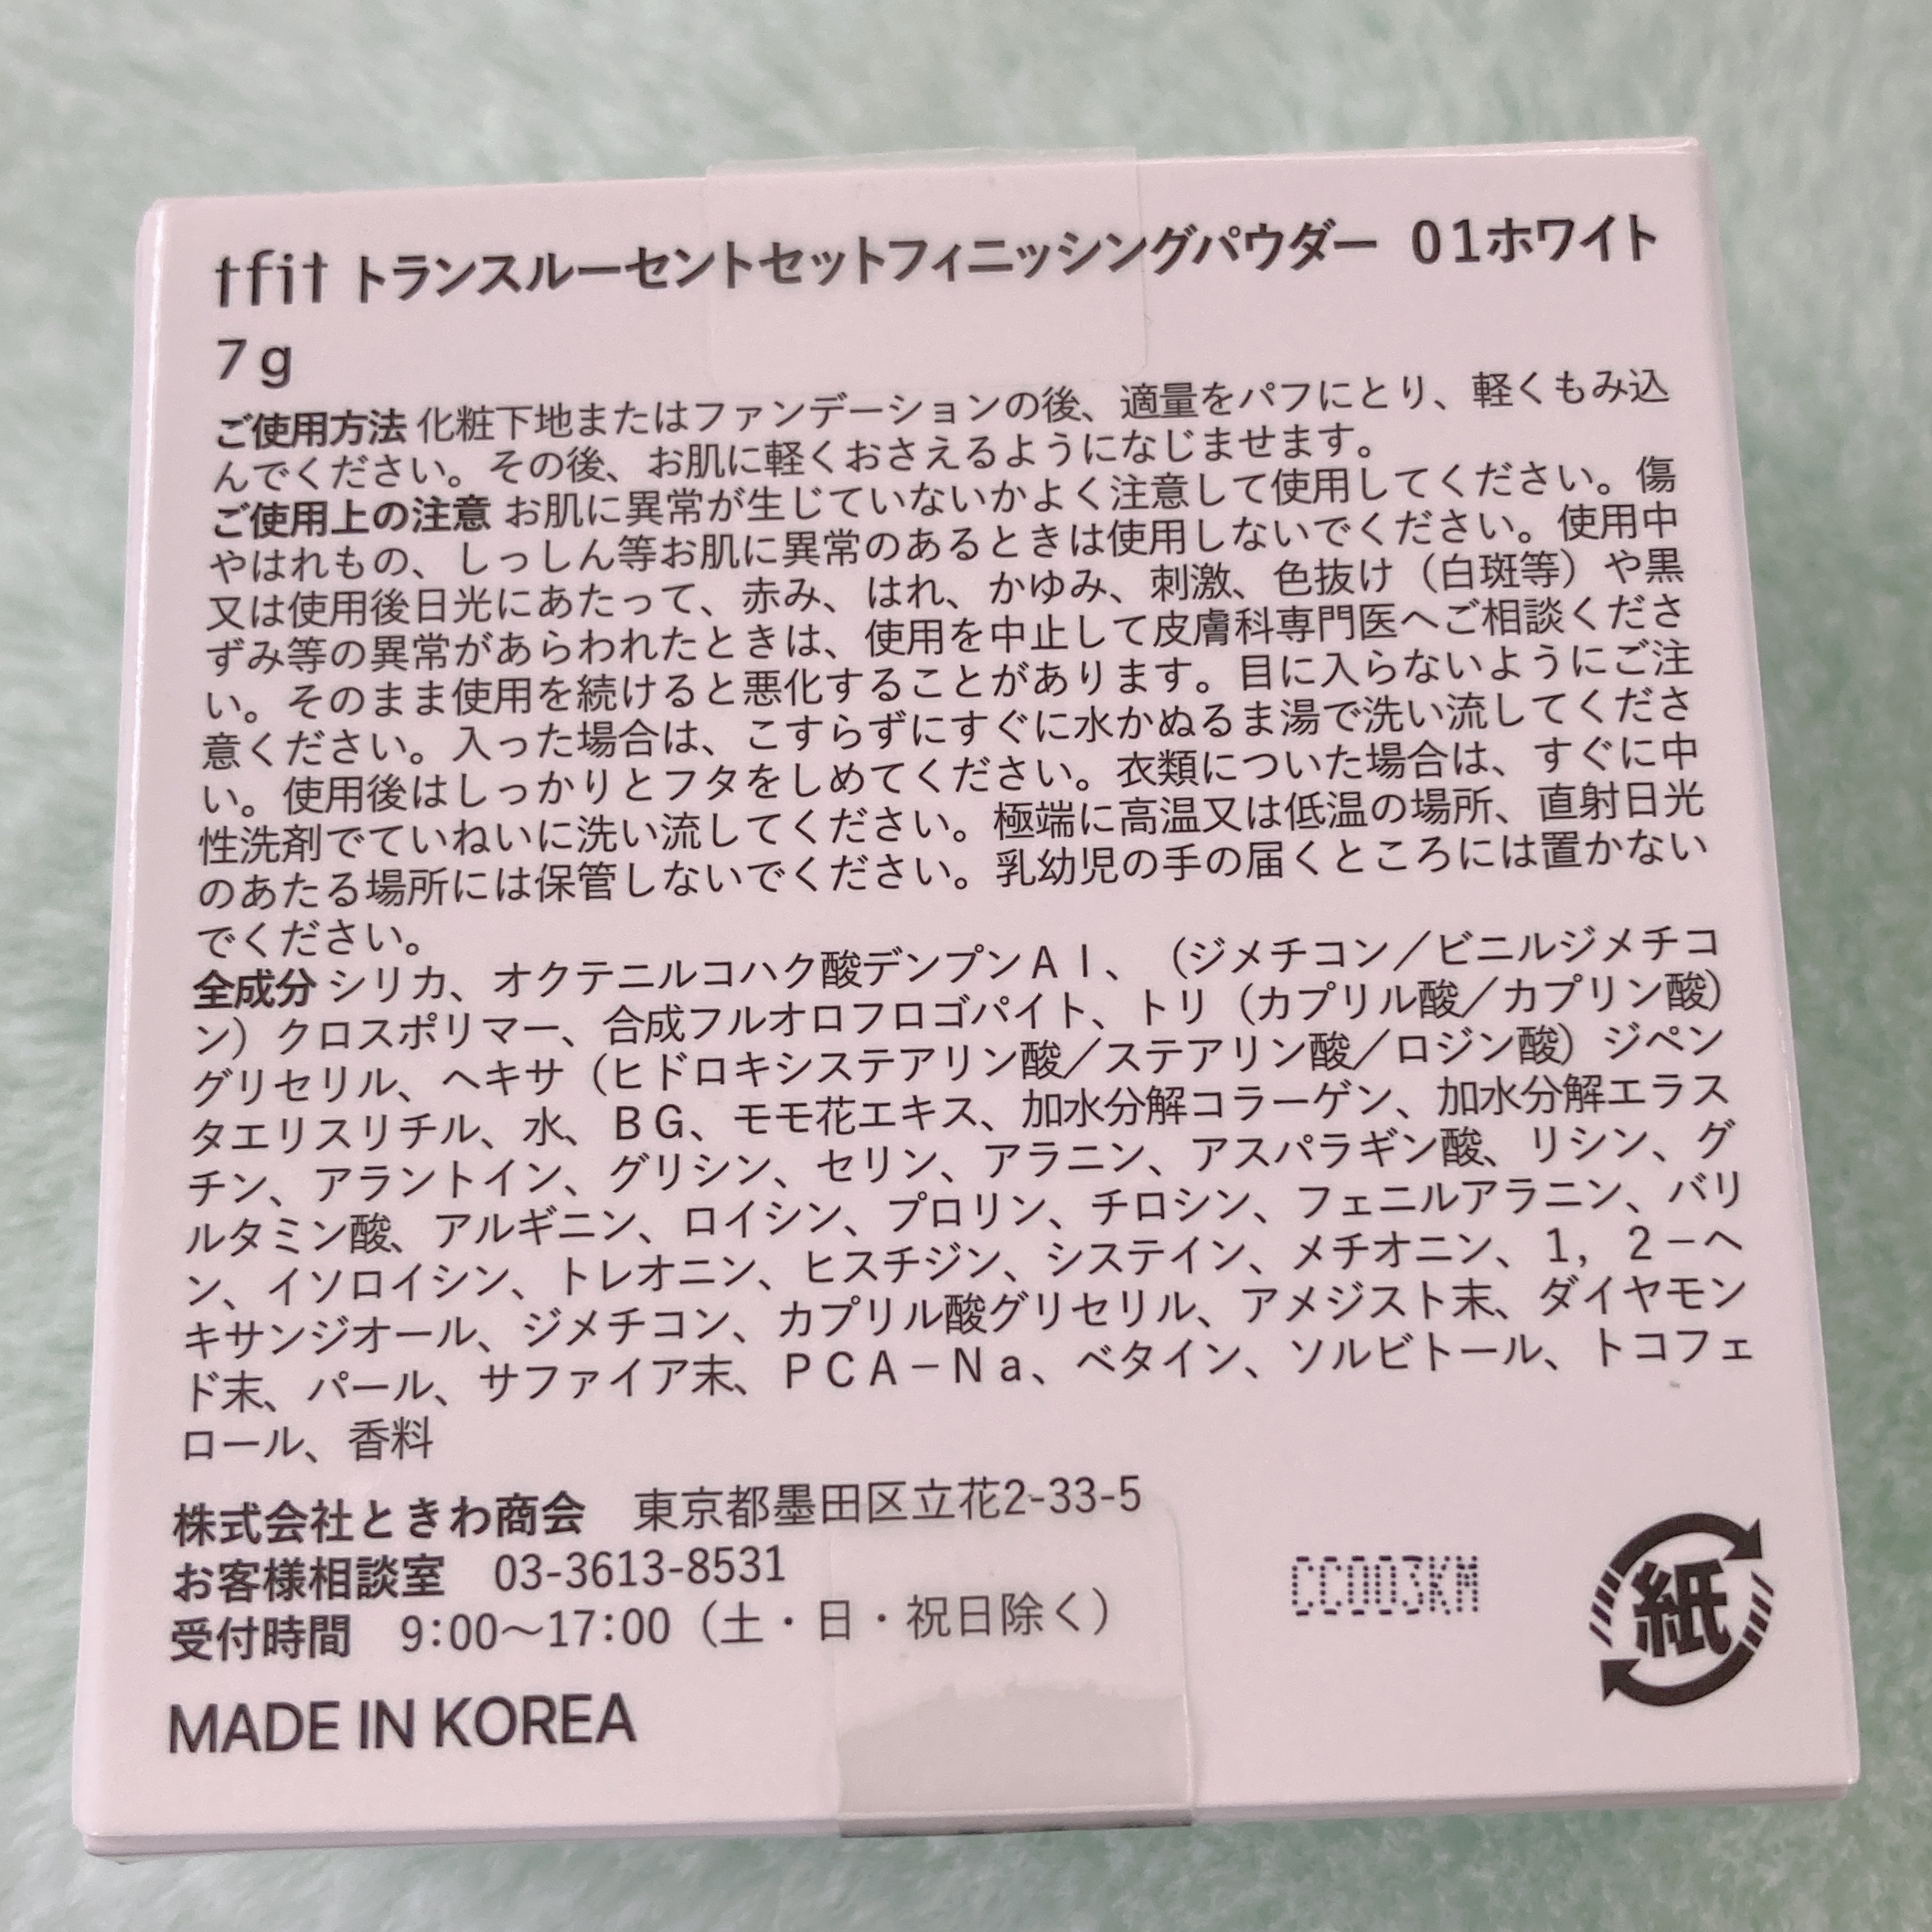 tfit トランスルーセントセットフィニッシングパウダー 01ホワイト
7g
ご使用方法 化粧下地またはファンデーションの後、適量をパフにとり、軽くもみ込
んでください。その後、お肌に軽くおさえるようになじませます。
ご使用上の注意 お肌に異常が生じていないかよく注意して使用してください。傷
やはれもの、しっしん等お肌に異常のあるときは使用しないでください。使用中
又は使用後日光にあたって、赤み、はれ、かゆみ、刺激、色抜け（白斑等）や黒
ずみ等の異常があらわれたときは、使用を中止して皮膚科専門医へご相談くださ
い。そのまま使用を続けると悪化することがあります。目に入らないようにご注
意ください。入った場合は、こすらずにすぐに水かぬるま湯で洗い流してくださ
い。使用後はしっかりとフタをしめてください。衣類についた場合は、すぐに中
性洗剤でていねいに洗い流してください。極端に高温又は低温の場所、直射日光
のあたる場所には保管しないでください。乳幼児の手の届くところには置かない
でください。
全成分 シリカ、オクテニルコハク酸デンプンＡｌ、（ジメチコン／ビニルジメチコ
ン）クロスポリマー、合成フルオロフロゴパイト、トリ（カプリル酸／カプリン酸）
グリセリル、ヘキサ（ヒドロキシステアリン酸／ステアリン酸／ロジン酸）ジペン
タエリスリチル、水、ＢＧ、モモ花エキス、加水分解コラーゲン、加水分解エラス
チン、アラントイン、グリシン、セリン、アラニン、アスパラギン酸、リシン、グ
ルタミン酸、アルギニン、ロイシン、プロリン、チロシン、フェニルアラニン、バリ
ン、イソロイシン、トレオニン、ヒスチジン、システイン、メチオニン、１，２－ヘ
キサンジオール、ジメチコン、カプリル酸グリセリル、アメジスト末、ダイヤモン
ド末、パール、サファイア末、ＰＣＡ－Ｎａ、ベタイン、ソルビトール、トコフェ
ロール、香料
株式会社ときわ商会 東京都墨田区立花2-33-5
お客様相談室 03-3613-8531
受付時間 9:00～17:00（土・日・祝日除く）
CC003KM
紙
MADE IN KOREA